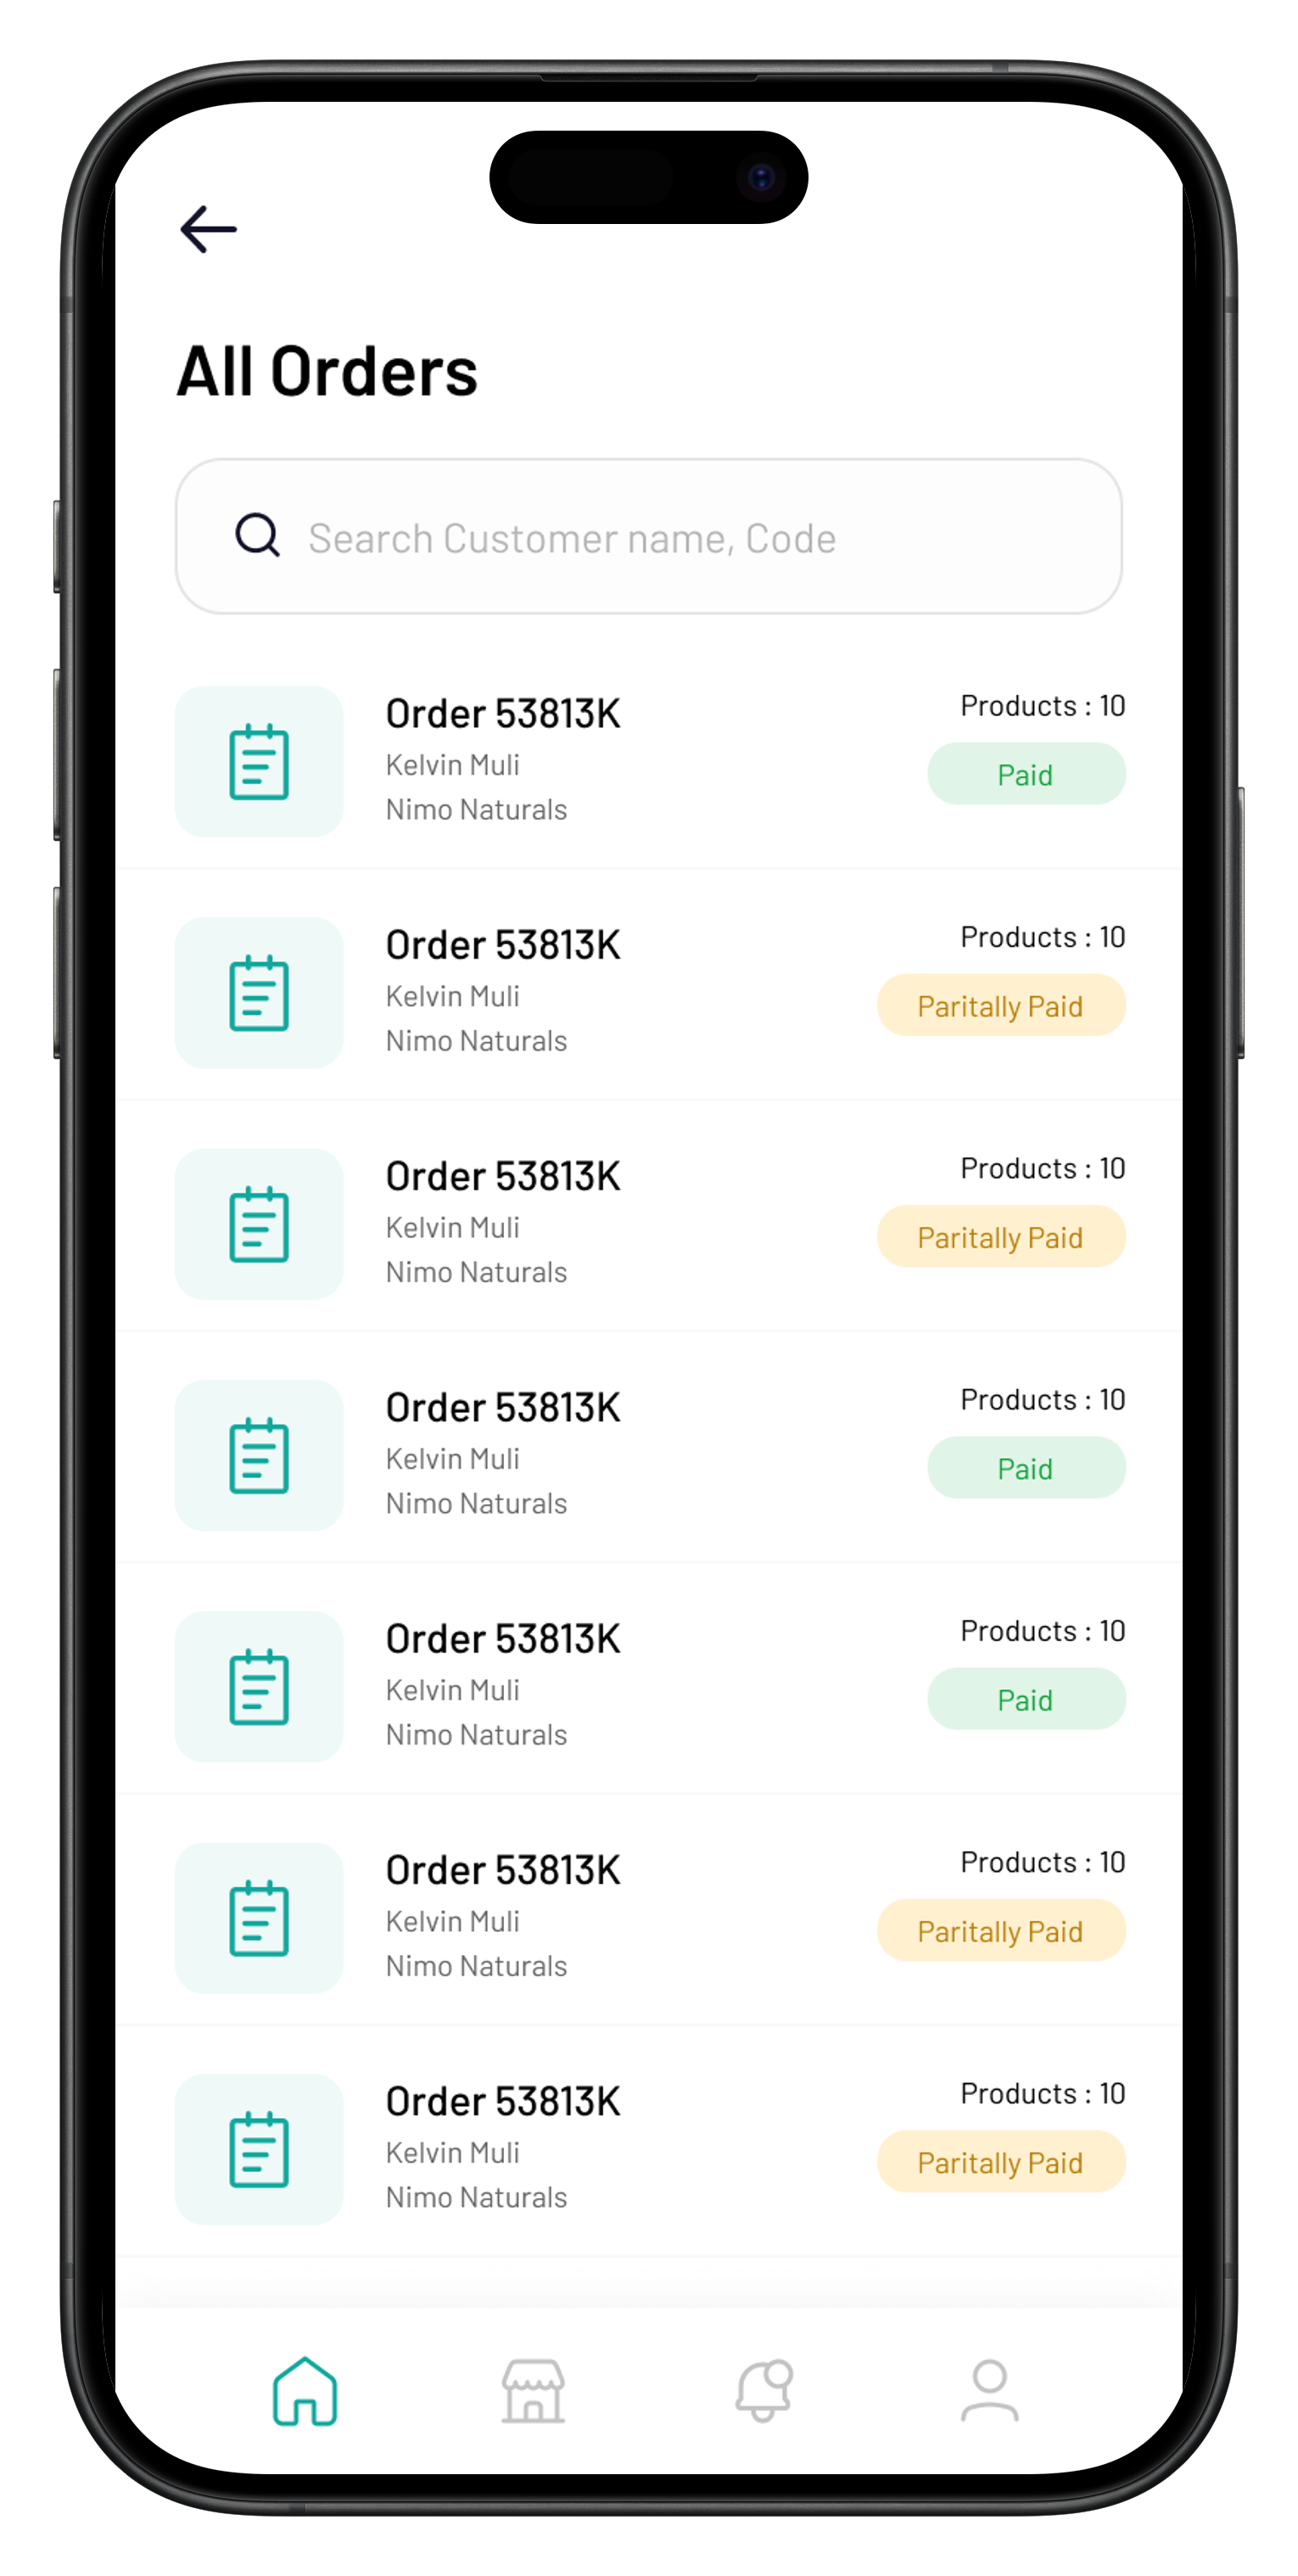 All Orders
Search Customer name, Code
Order 53813K
Products : 10
Kelvin Muli
Paid
Nimo Naturals
Order 53813K
Products : 10
Kelvin Muli
Paritally Paid
Nimo Naturals
Order 53813K
Products : 10
Kelvin Muli
Paritally Paid
Nimo Naturals
Order 53813K
Products : 10
Kelvin Muli
Paid
Nimo Naturals
Order 53813K
Products : 10
Kelvin Muli
Paid
Nimo Naturals
Order 53813K
Products : 10
Kelvin Muli
Paritally Paid
Nimo Naturals
Order 53813K
Products : 10
Kelvin Muli
Paritally Paid
Nimo Naturals